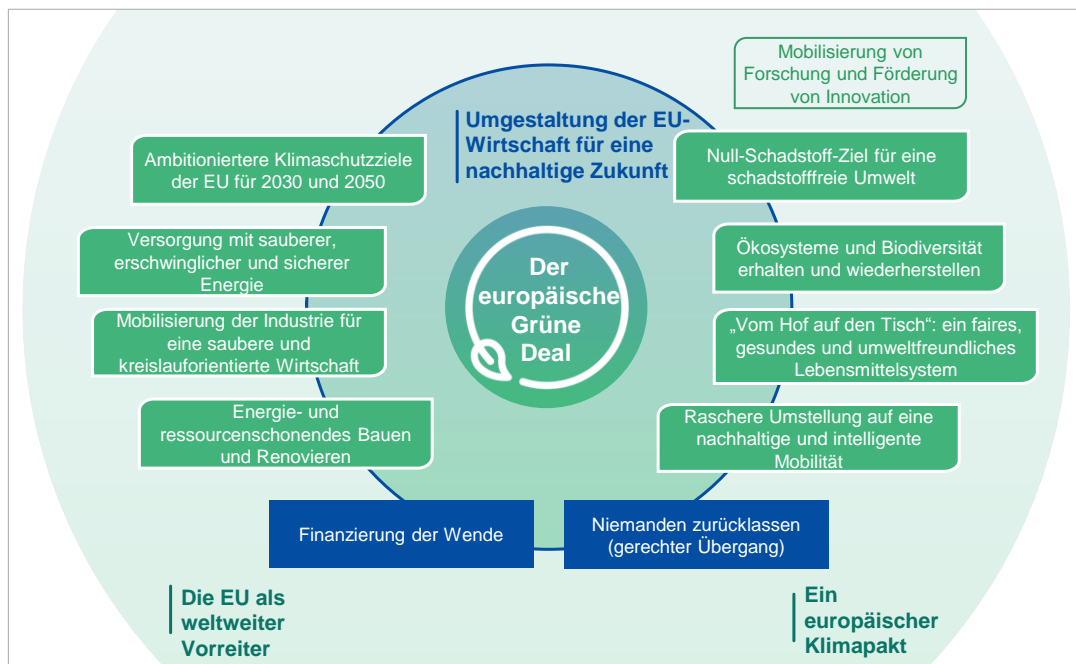 Mobilisierung von
Forschung und Förderung
von Innovation
Umgestaltung der EU-
Wirtschaft für eine
nachhaltige Zukunft
Ambitioniertere Klimaschutzziele
der EU für 2030 und 2050
Null-Schadstoff-Ziel für eine
schadstofffreie Umwelt
Versorgung mit sauberer,
erschwinglicher und sicherer
Energie
Ökosysteme und Biodiversität
erhalten und wiederherstellen
Der
europäische
Grüne
Deal
Mobilisierung der Industrie für
eine saubere und
kreislauforientierte Wirtschaft
„Vom Hof auf den Tisch“: ein faires,
gesundes und umweltfreundliches
Lebensmittelsystem
Energie- und
ressourcenschonendes Bauen
und Renovieren
Raschere Umstellung auf eine
nachhaltige und intelligente
Mobilität
Finanzierung der Wende
Niemanden zurücklassen
(gerechter Übergang)
Die EU als
weltweiter
Vorreiter
Ein
europäischer
Klimapakt